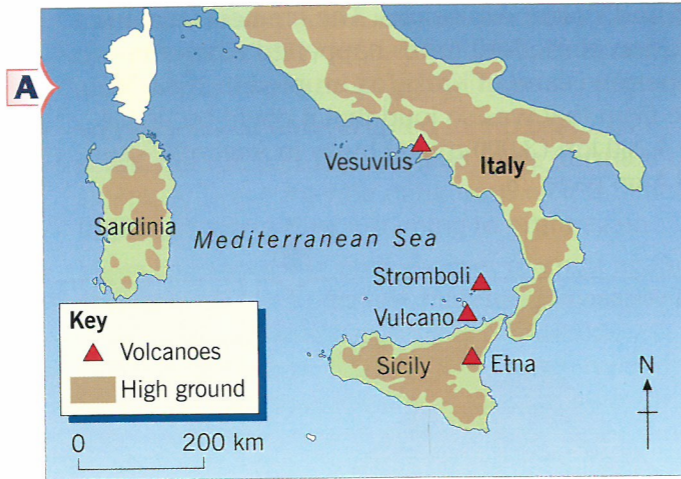 A
Vesuvius
Italy
Sardinia
Mediterranean Sea
Stromboli
Vulcano
Key
Volcanoes
High ground
Sicily
Etna
N
0 200 km